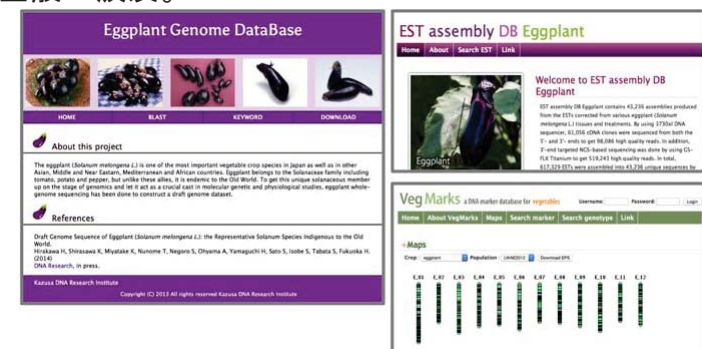 Eggplant Genome DataBase
HOME BLAST KEYWORD DOWNLOAD
About this project
The eggplant (Solanum melongena L.) is one of the most important vegetable crop species in Japan as well as in other
Asian, Middle and Near Eastern, Mediterranean and African countries. Eggplant belongs to the Solanaceae family including
tomato, potato and pepper, but unlike these allies, it is endemic to the Old World. To get this unique solanaceous member
up on the stage of genomics and let it act as a crucial cast in molecular genetic and physiological studies, eggplant whole-
genome sequencing has been done to construct a draft genome dataset.
References
Draft Genome Sequence of Eggplant (Solanum melongena L.): the Representative Solanum Species Indigenous to the Old
World.
Hirakawa H, Shirasawa K, Miyatake K, Nunome T, Negoro S, Ohyama A, Yamaguchi H, Sato S, Isobe S, Tabata S, Fukuoka H.
(2014)
DNA Research, in press.
Kazusa DNA Research Institute
Copyright (C) 2013 All rights reserved Kazusa DNA Research Institute
EST assembly DB Eggplant
Home About Search EST Link
Eggplant
Welcome to EST assembly DB
Eggplant
EST assembly DB Eggplant contains 43,236 assemblies produced
from the ESTs corrected from various eggplant (Solanum
melongena L.) tissues and treatments. By using 3730xl DNA
sequencer, 61,056 cDNA clones were sequenced from both the
5'- and 3'- ends to get 98,086 high quality reads. In addition,
3'-end targeted NGS-based sequencing was done by using GS-
FLX Titanium to get 519,243 high quality reads. In total,
617,329 ESTs were assembled into 43,236 unique sequences by
VegMarks a DNA marker database for vegetables
Username: Password: Login
Home About VegMarks Maps Search marker Search genotype Link
Maps
Crop : eggplant Population : LWAE2012 Download EPS
E_01 E_02 E_03 E_04 E_05 E_06 E_07 E_08 E_09 E_10 E_11 E_12